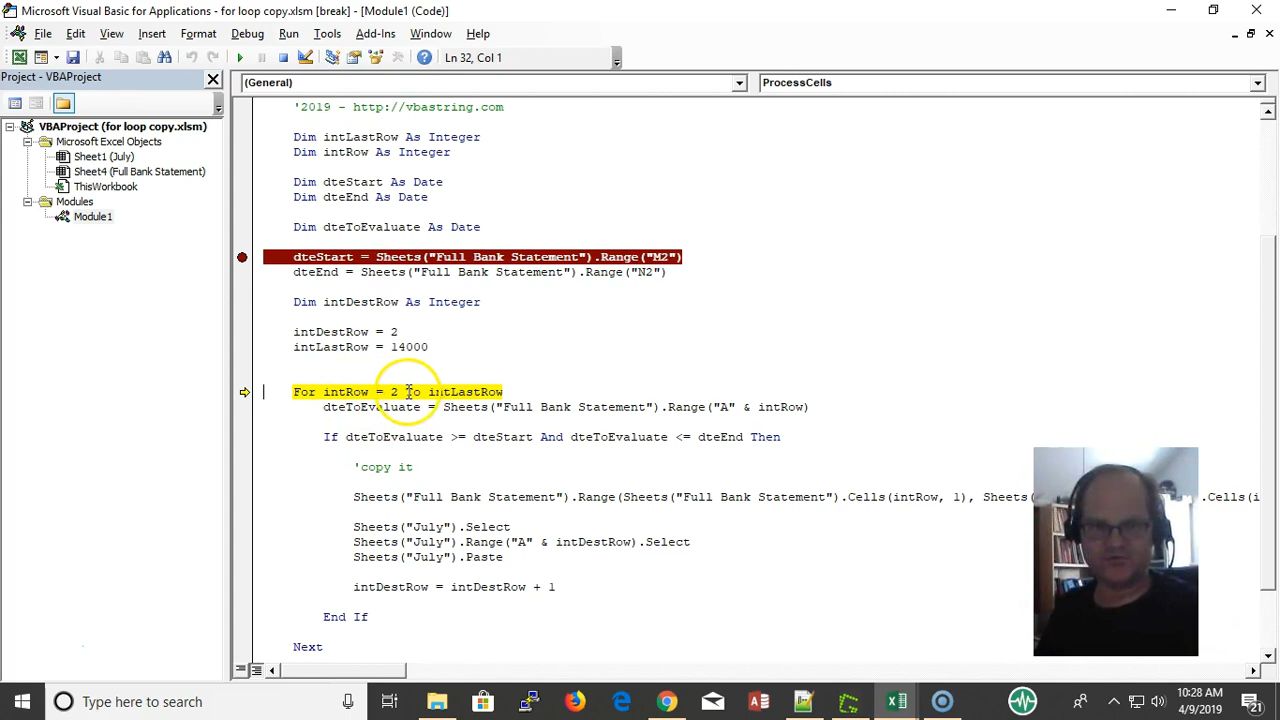 Microsoft Visual Basic for Applications - for loop copy.xlsm [break] - [Module1 (Code)]
File Edit View Insert Format Debug Run Tools Add-Ins Window Help
Ln 32, Col 1
Project - VBAProject
(General) ProcessCells
VBAProject (for loop copy.xlsm)
Microsoft Excel Objects
Sheet1 (July)
Sheet4 (Full Bank Statement)
ThisWorkbook
Modules
Module1
'2019 - http://vbastring.com
Dim intLastRow As Integer
Dim intRow As Integer
Dim dteStart As Date
Dim dteEnd As Date
Dim dteToEvaluate As Date
dteStart = Sheets("Full Bank Statement").Range("M2")
dteEnd = Sheets("Full Bank Statement").Range("N2")
Dim intDestRow As Integer
intDestRow = 2
intLastRow = 14000
For intRow = 2 To intLastRow
dteToEvaluate = Sheets("Full Bank Statement").Range("A" & intRow)
If dteToEvaluate >= dteStart And dteToEvaluate <= dteEnd Then
'copy it
Sheets("Full Bank Statement").Range(Sheets("Full Bank Statement").Cells(intRow, 1), Sheets( .Cells(i
Sheets("July").Select
Sheets("July").Range("A" & intDestRow).Select
Sheets("July").Paste
intDestRow = intDestRow + 1
End If
Next
Type here to search
10:28 AM
4/9/2019
21